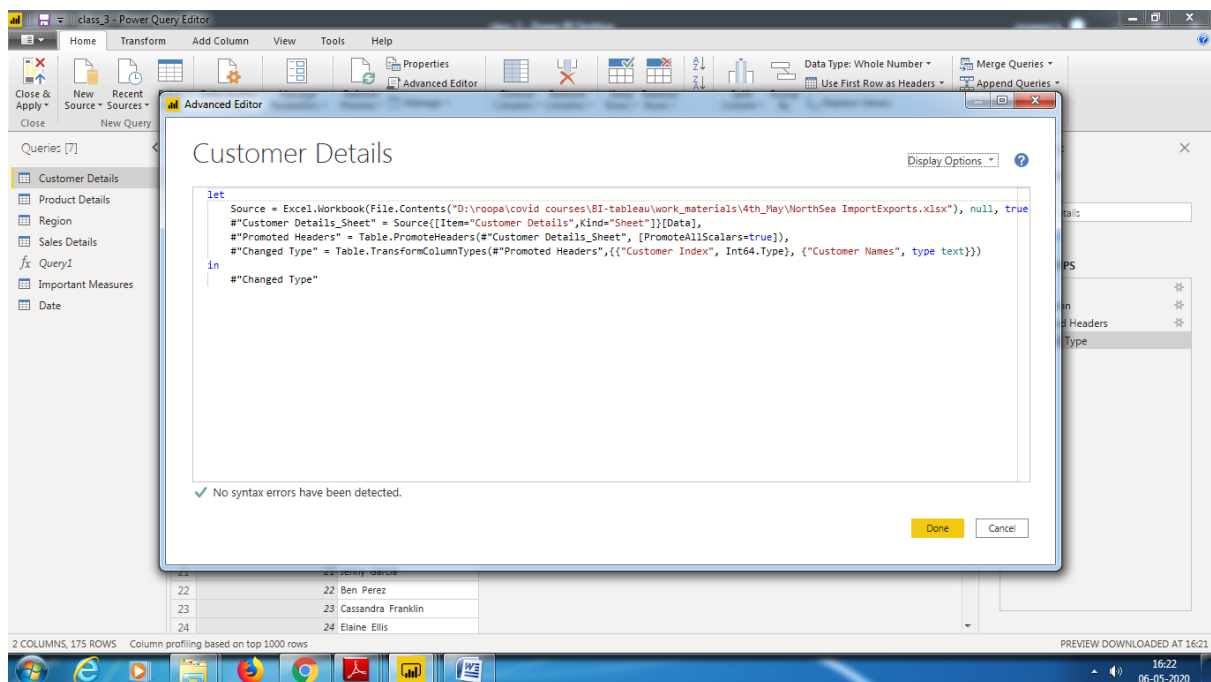 class_3 - Power Query Editor
Home Transform Add Column View Tools Help
Properties
Advanced Editor
Data Type: Whole Number
Use First Row as Headers
Merge Queries
Append Queries
Close & Apply
New Source
Recent Sources
Close
New Query
Advanced Editor
Queries [7]
Customer Details
Product Details
Region
Sales Details
fx Query1
Important Measures
Date
Customer Details
Display Options
let
Source = Excel.Workbook(File.Contents("D:\roopa\covid courses\BI-tableau\work_materials\4th_May\NorthSea ImportExports.xlsx"), null, true
#"Customer Details_Sheet" = Source{[Item="Customer Details",Kind="Sheet"]}[Data],
#"Promoted Headers" = Table.PromoteHeaders(#"Customer Details_Sheet", [PromoteAllScalars=true]),
#"Changed Type" = Table.TransformColumnTypes(#"Promoted Headers",{{"Customer Index", Int64.Type}, {"Customer Names", type text}})
in
#"Changed Type"
No syntax errors have been detected.
Done Cancel
tails
PS
on
d Headers
Type
22 22 Ben Perez
23 23 Cassandra Franklin
24 24 Elaine Ellis
2 COLUMNS, 175 ROWS Column profiling based on top 1000 rows
PREVIEW DOWNLOADED AT 16:21
16:22
06-05-2020